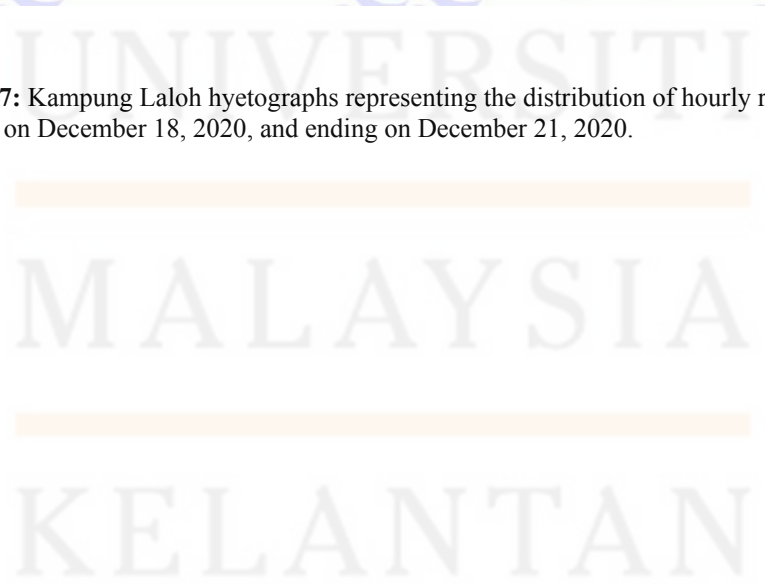 UNIVERSITI
7: Kampung Laloh hyetographs representing the distribution of hourly
on December 18, 2020, and ending on December 21, 2020.
MALAYSIA
KELANTAN